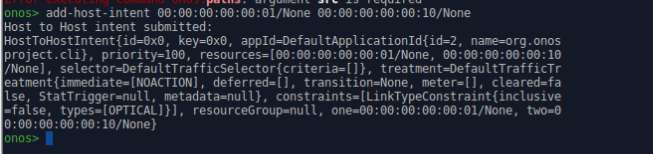 Error executing command onos:paths: argument src is required
onos> add-host-intent 00:00:00:00:00:01/None 00:00:00:00:00:10/None
Host to Host intent submitted:
HostToHostIntent{id=0x0, key=0x0, appId=DefaultApplicationId{id=2, name=org.onos
project.cli}, priority=100, resources=[00:00:00:00:00:01/None, 00:00:00:00:00:10
/None], selector=DefaultTrafficSelector{criteria=[]}, treatment=DefaultTrafficTr
eatment{immediate=[NOACTION], deferred=[], transition=None, meter=[], cleared=fa
lse, StatTrigger=null, metadata=null}, constraints=[LinkTypeConstraint{inclusive
=false, types=[OPTICAL]}], resourceGroup=null, one=00:00:00:00:00:01/None, two=0
0:00:00:00:00:10/None}
onos>